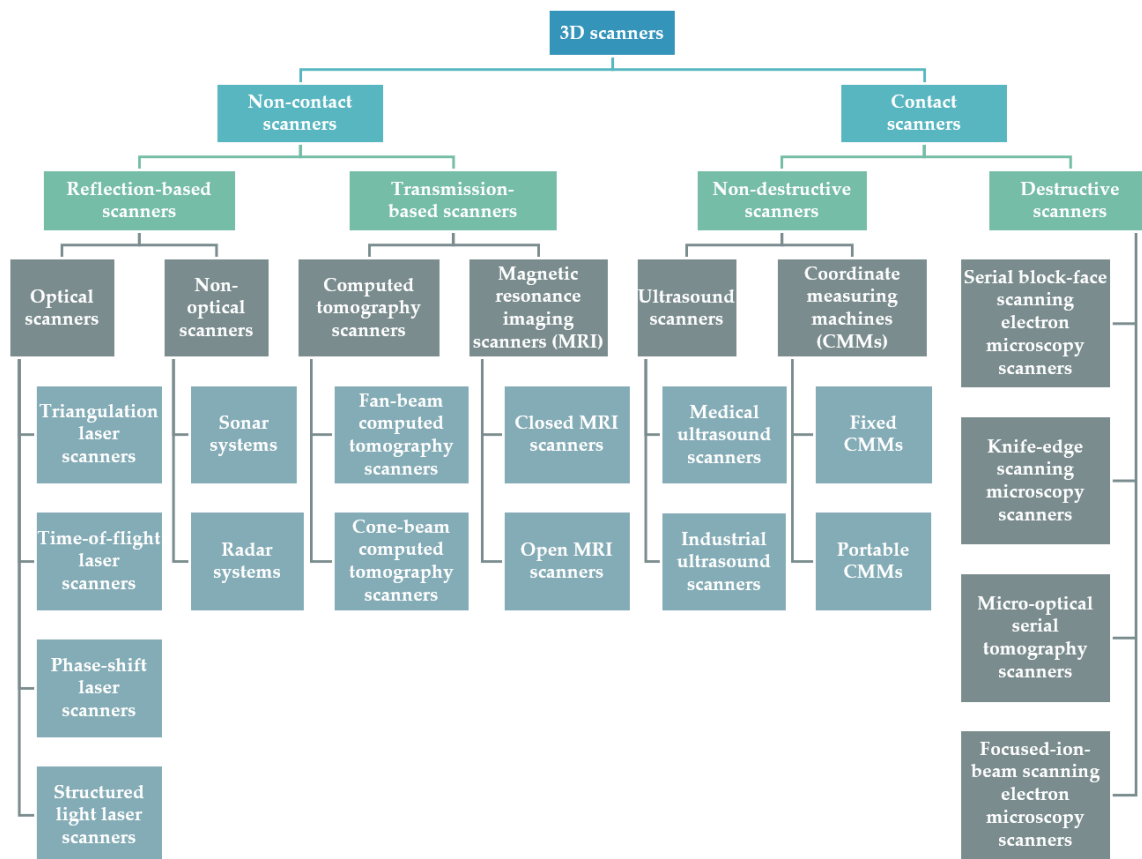 3D scanners
Non-contact
scanners
Contact
scanners
Reflection-based
scanners
Transmission-
based scanners
Non-destructive
scanners
Destructive
scanners
Optical
scanners
Non-
optical
scanners
Computed
tomography
scanners
Magnetic
resonance
imaging
scanners (MRI)
Ultrasound
scanners
Coordinate
measuring
machines
(CMMs)
Serial block-face
scanning
electron
microscopy
scanners
Triangulation
laser
scanners
Sonar
systems
Fan-beam
computed
tomography
scanners
Closed MRI
scanners
Medical
ultrasound
scanners
Fixed
CMMs
Knife-edge
scanning
microscopy
scanners
Time-of-flight
laser
scanners
Radar
systems
Cone-beam
computed
tomography
scanners
Open MRI
scanners
Industrial
ultrasound
scanners
Portable
CMMs
Micro-optical
serial
tomography
scanners
Phase-shift
laser
scanners
Structured
light laser
scanners
Focused-ion-
beam scanning
electron
microscopy
scanners